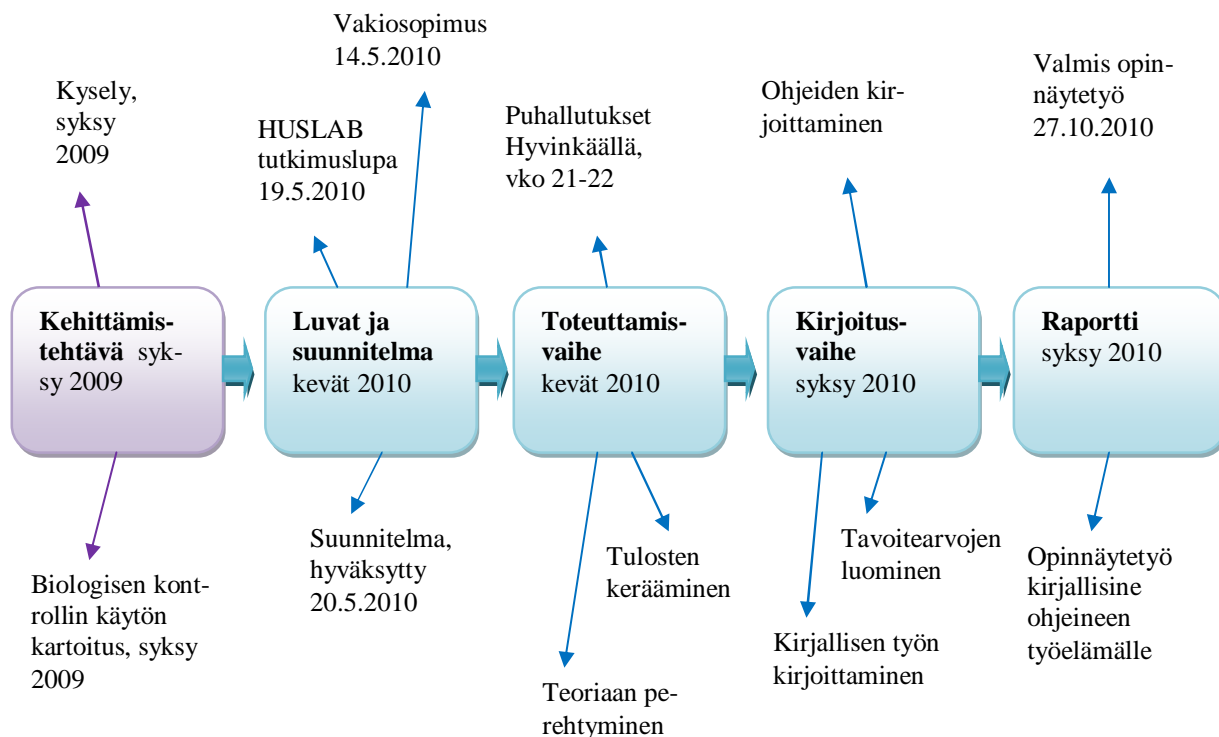 Vakiosopimus
14.5.2010
Kysely,
syksy
2009
HUSLAB
tutkimuslupa
19.5.2010
Puhallutukset
Hyvinkäällä,
vko 21-22
Ohjeiden kir-
joittaminen
Valmis opin-
näytetyö
27.10.2010
Kehittämis-
tehtävä syk-
sy 2009
Luvat ja
suunnitelma
kevät 2010
Toteuttamis-
vaihe
kevät 2010
Kirjoitus-
vaihe
syksy 2010
Raportti
syksy 2010
Biologisen kont-
rollin käytön
kartoitus, syksy
2009
Suunnitelma,
hyväksytty
20.5.2010
Teoriaan pe-
rehtyminen
Tulosten
kerääminen
Kirjallisen työn
kirjoittaminen
Tavoitearvojen
luominen
Opinnäytetyö
kirjallisine
ohjeineen
työelämälle